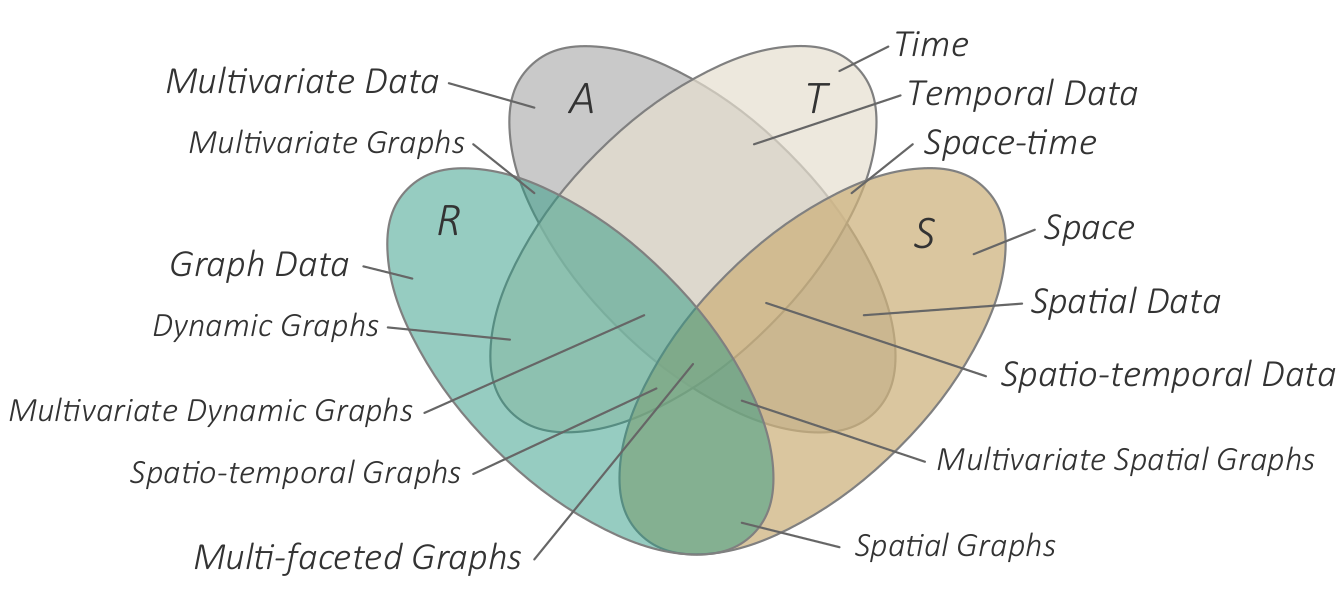 Time
Multivariate Data
A
T
Temporal Data
Multivariate Graphs
Space-time
R
S
Space
Graph Data
Spatial Data
Dynamic Graphs
Spatio-temporal Data
Multivariate Dynamic Graphs
Multivariate Spatial Graphs
Spatio-temporal Graphs
Spatial Graphs
Multi-faceted Graphs